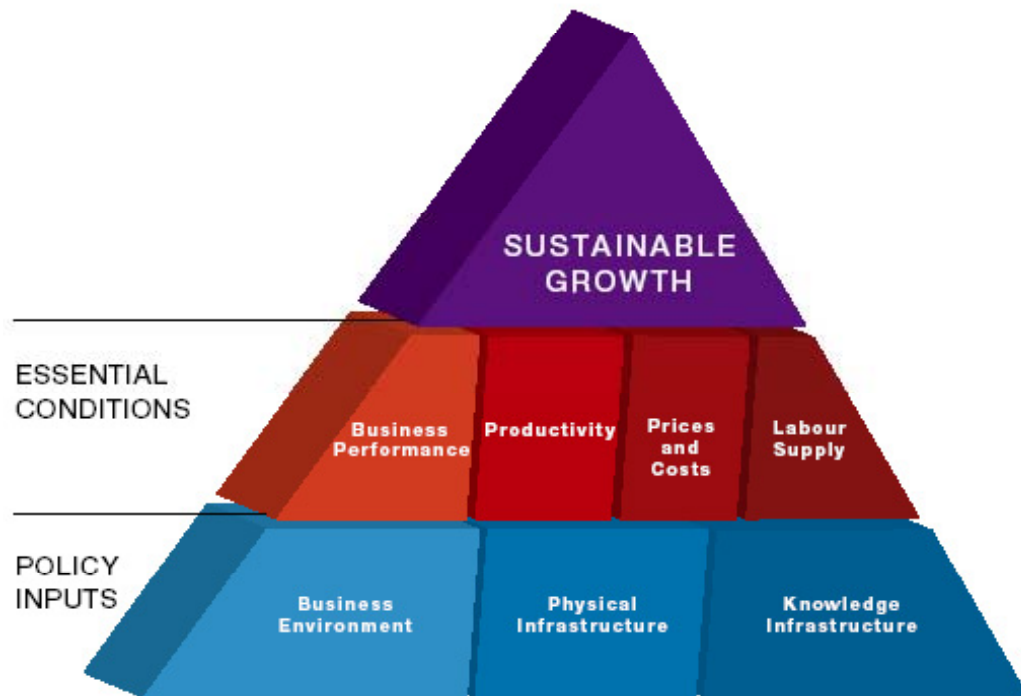 SUSTAINABLE
GROWTH
ESSENTIAL
CONDITIONS
Business
Performance
Productivity
Prices
and
Costs
Labour
Supply
POLICY
INPUTS
Business
Environment
Physical
Infrastructure
Knowledge
Infrastructure